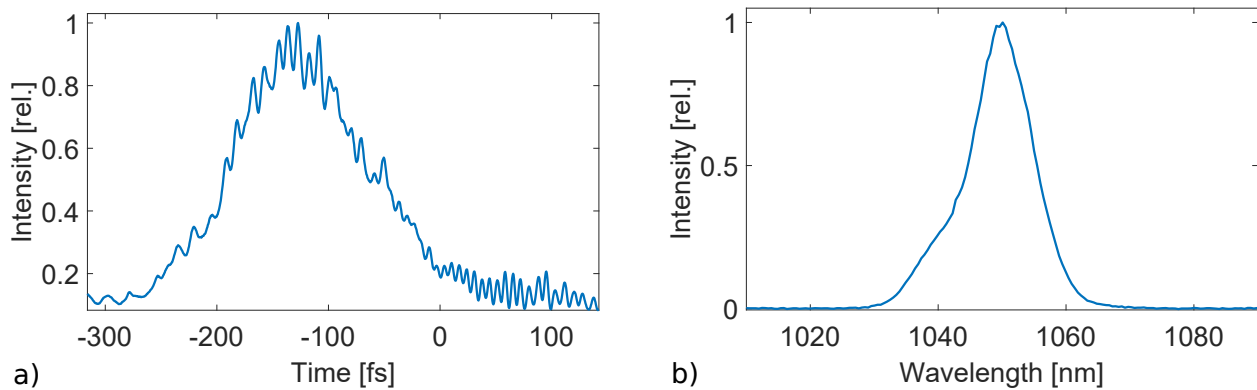 1
0.8
0.6
0.4
0.2
Intensity [rel.]
-300
-200
-100
0
100
Time [fs]
a)
1
0.5
0
Intensity [rel.]
1020
1040
1060
1080
Wavelength [nm]
b)